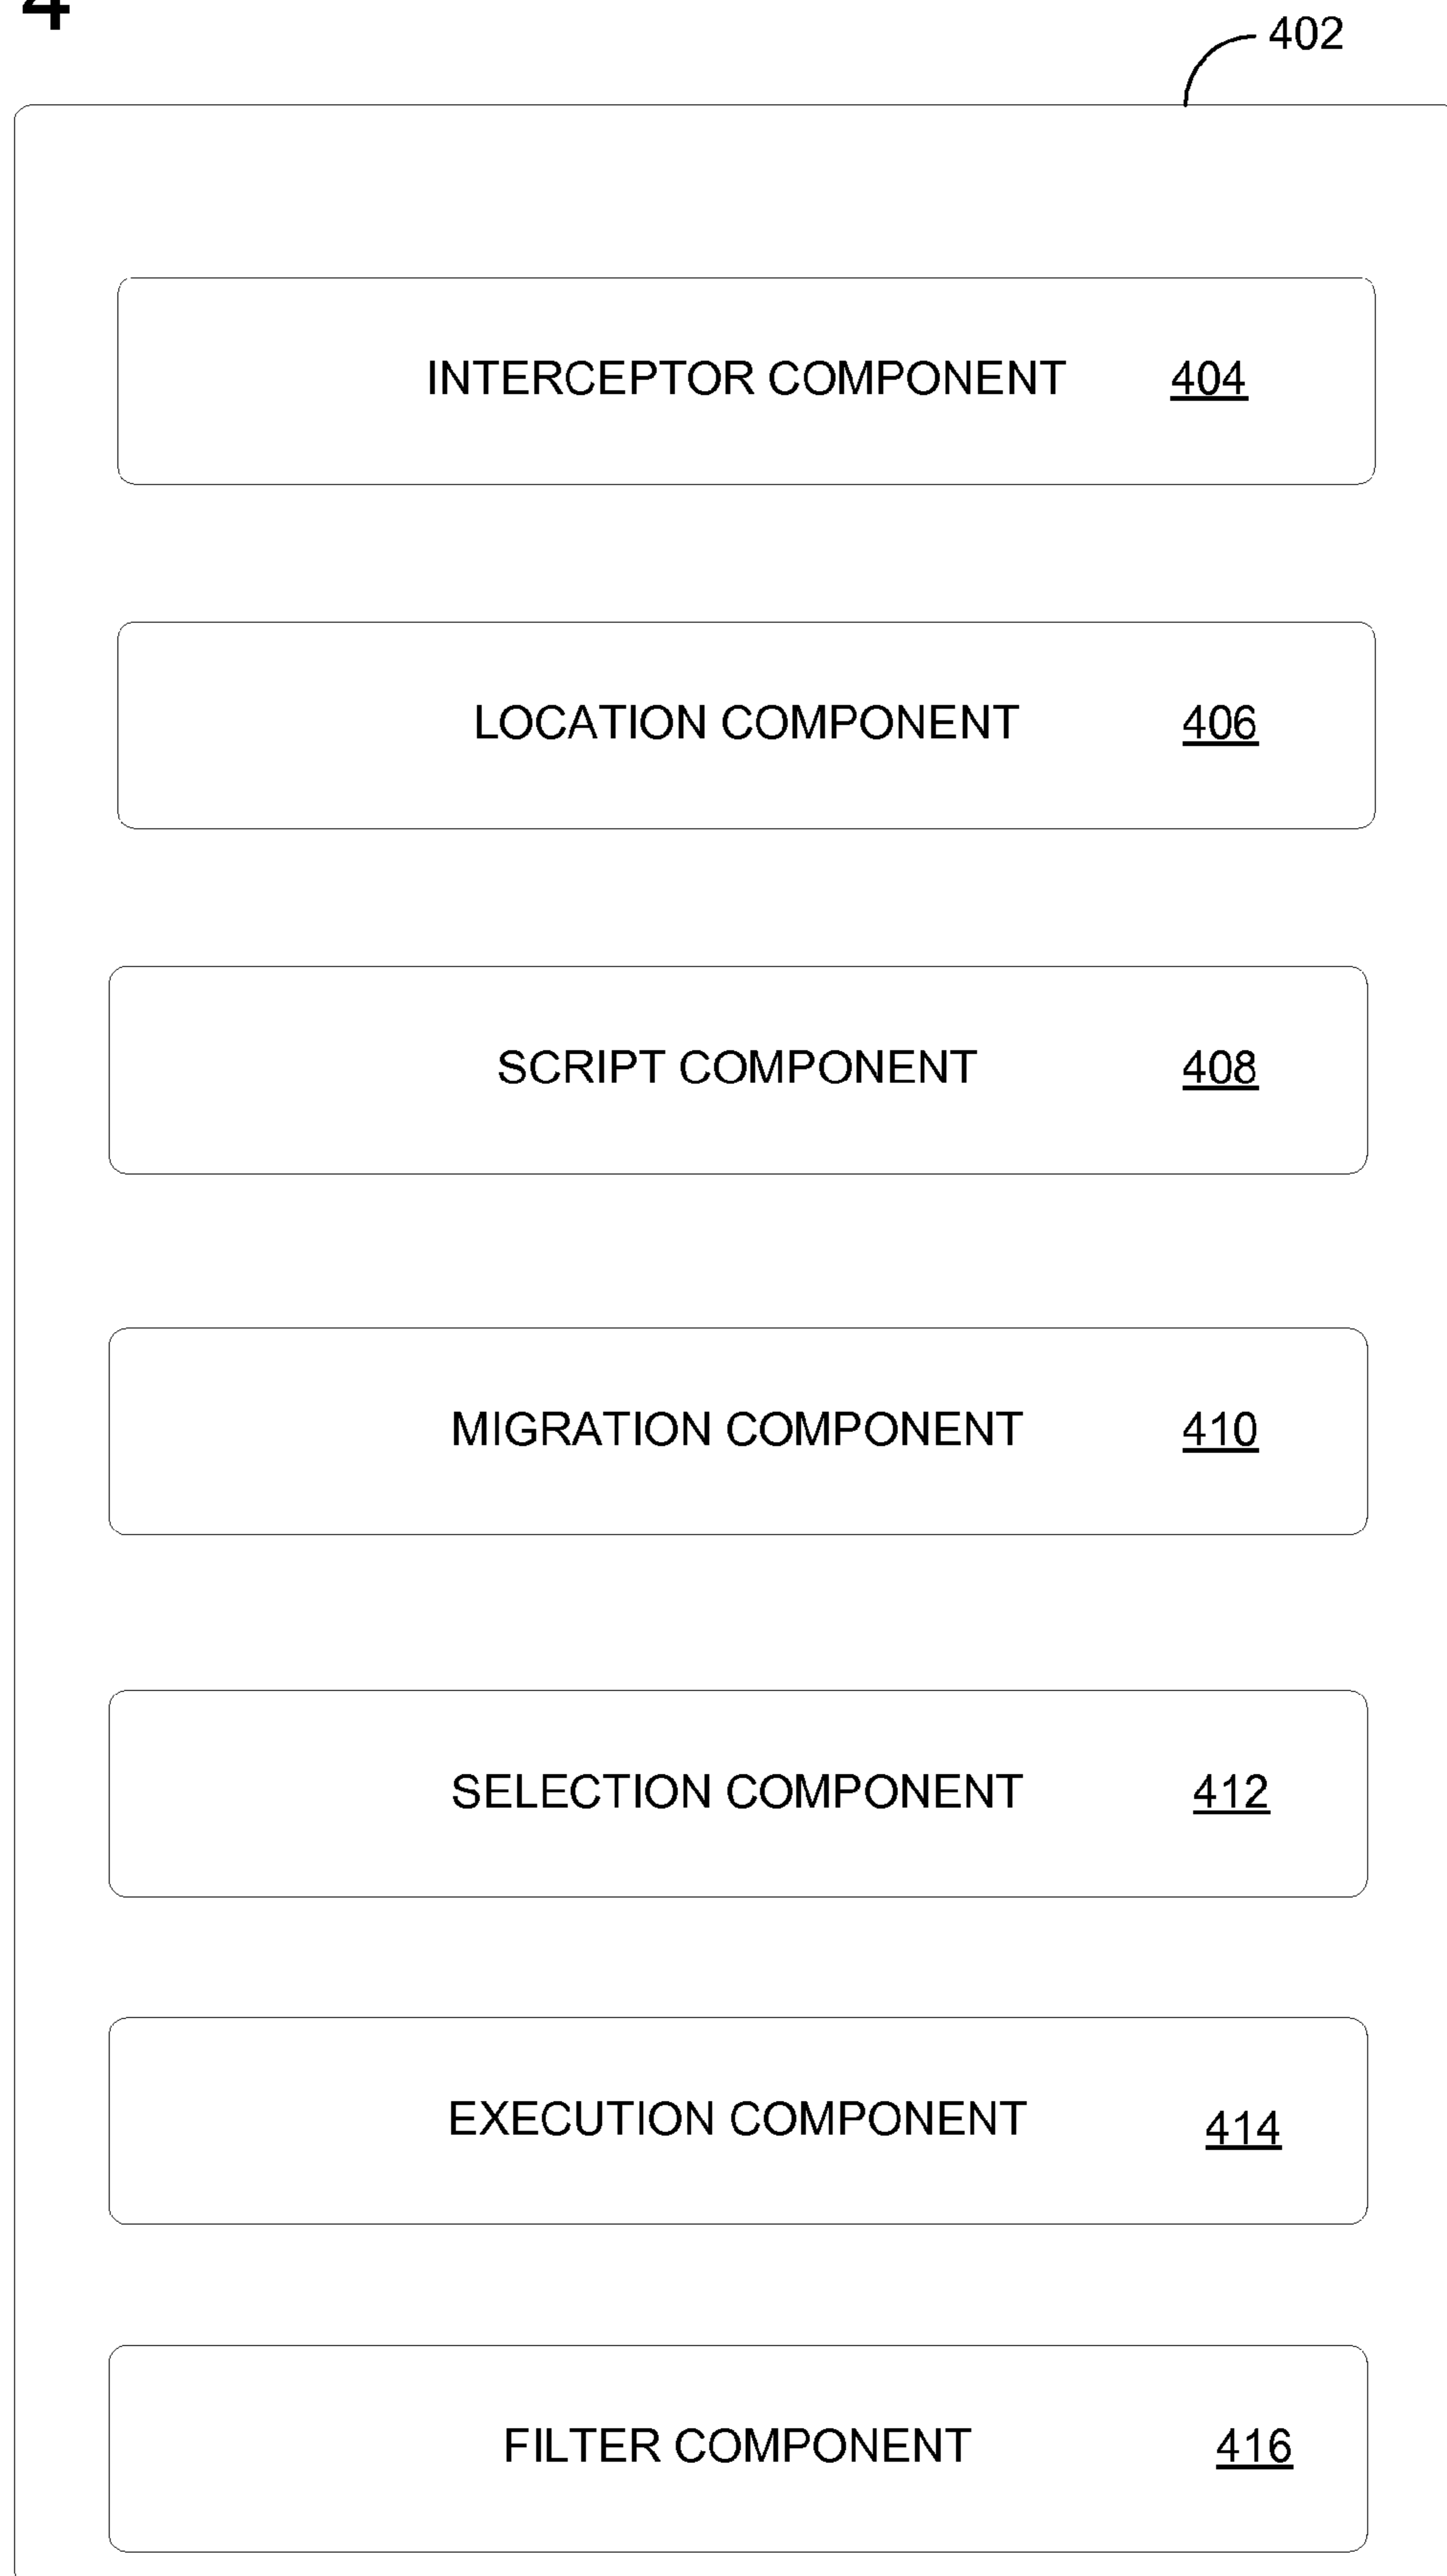 4
402
INTERCEPTOR COMPONENT 404
LOCATION COMPONENT 406
SCRIPT COMPONENT 408
MIGRATION COMPONENT 410
SELECTION COMPONENT 412
EXECUTION COMPONENT 414
FILTER COMPONENT 416